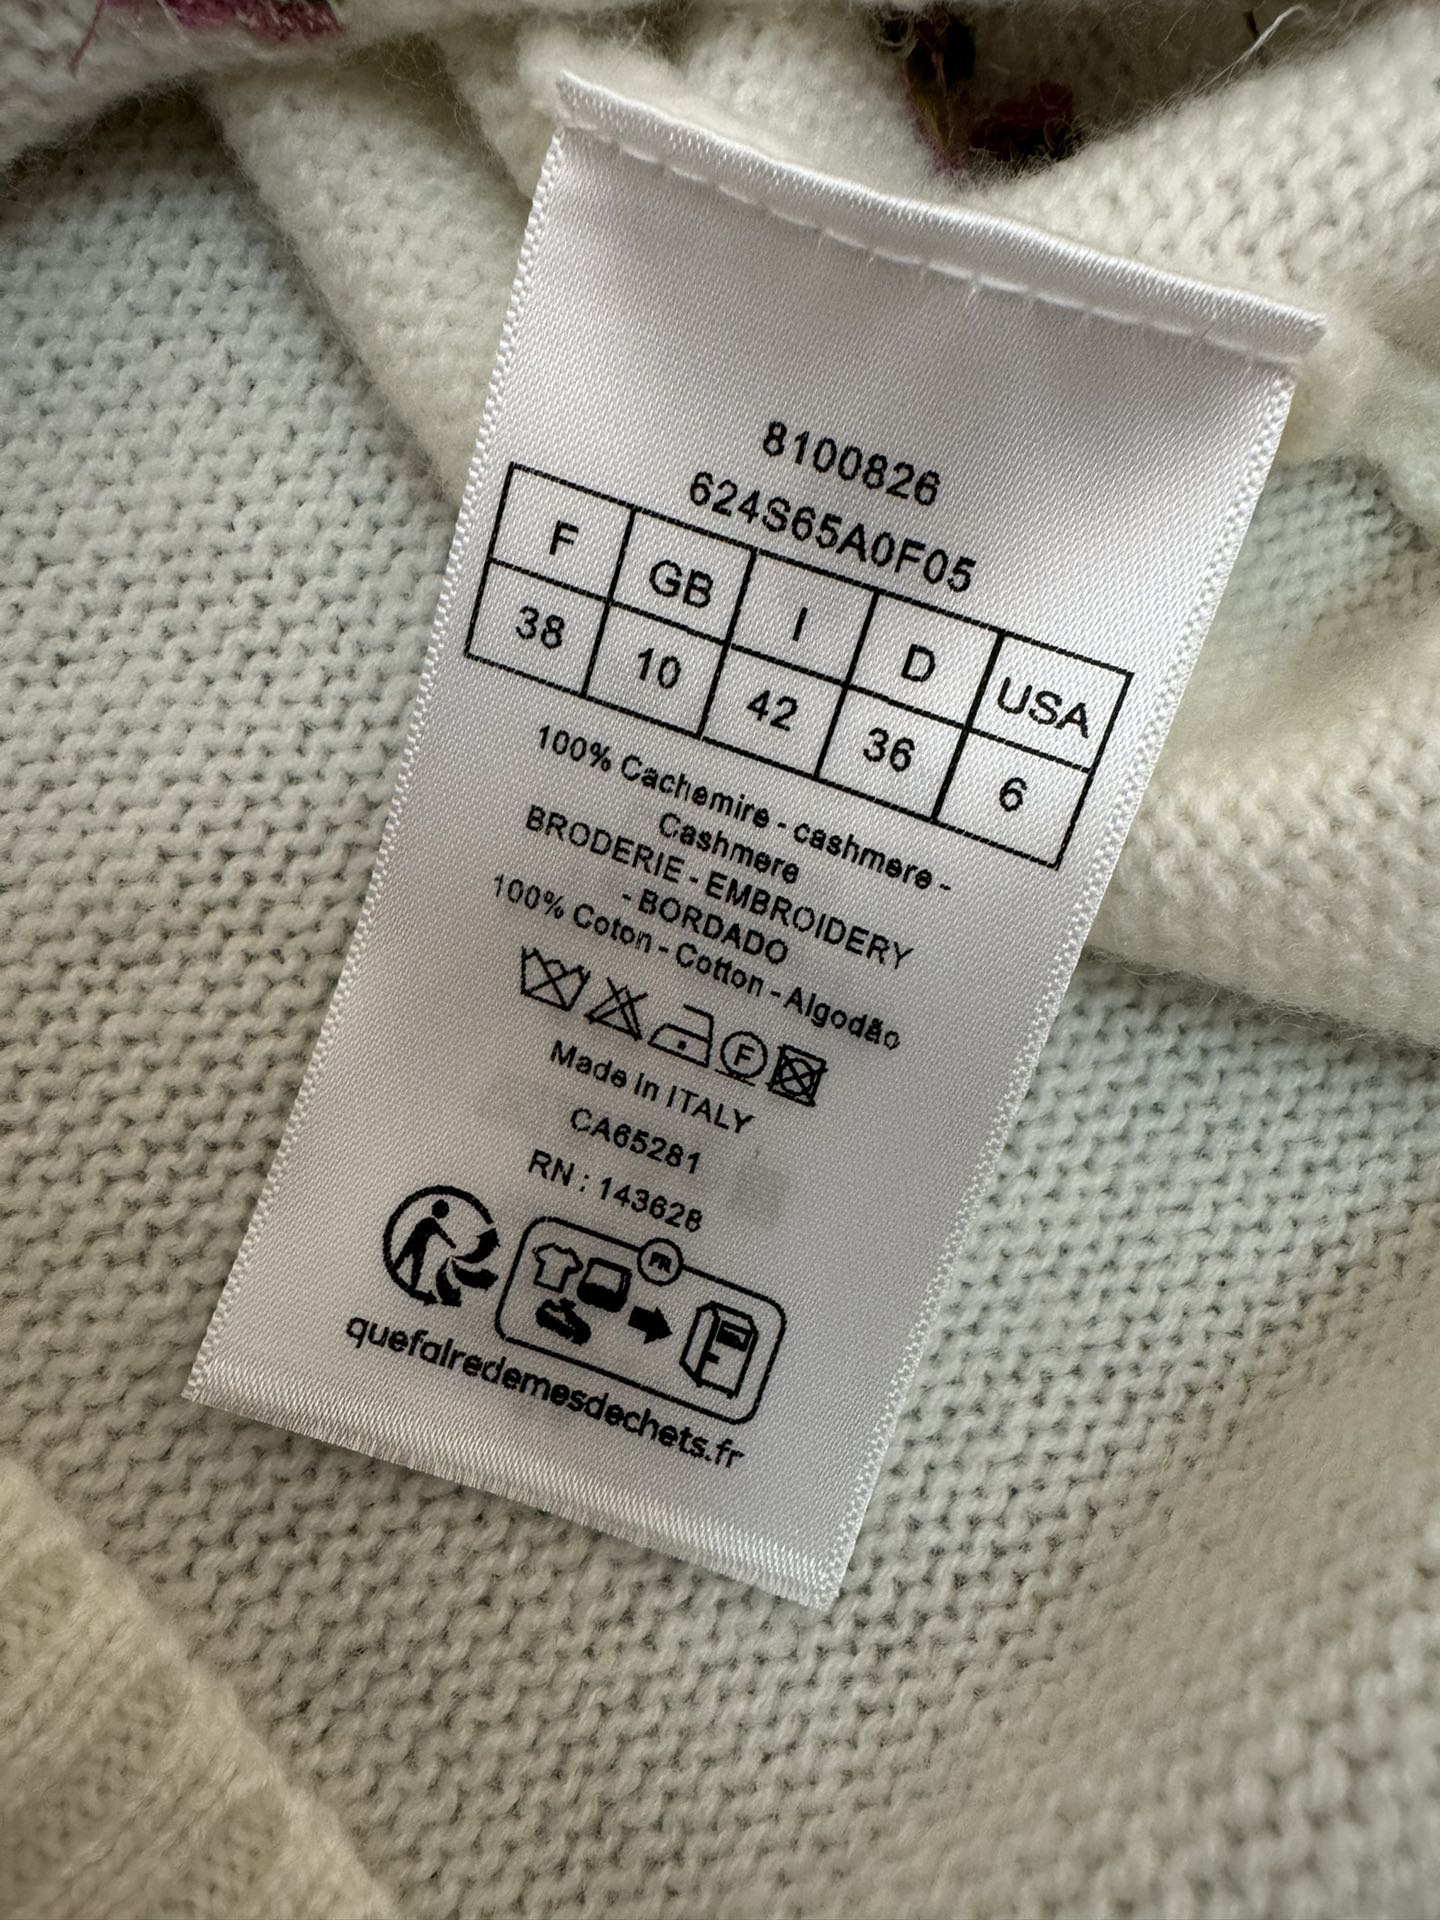 8100826
624S65A0F05
F GB I D USA
38 10 42 36 6
100% Cachemire - cashmere -
Cashmere
BRODERIE - EMBROIDERY
- BORDADO
100% Coton - Cotton - Algodão
F
Made in ITALY
CA65281
RN : 143628
FR
quefairedemesdechets.fr